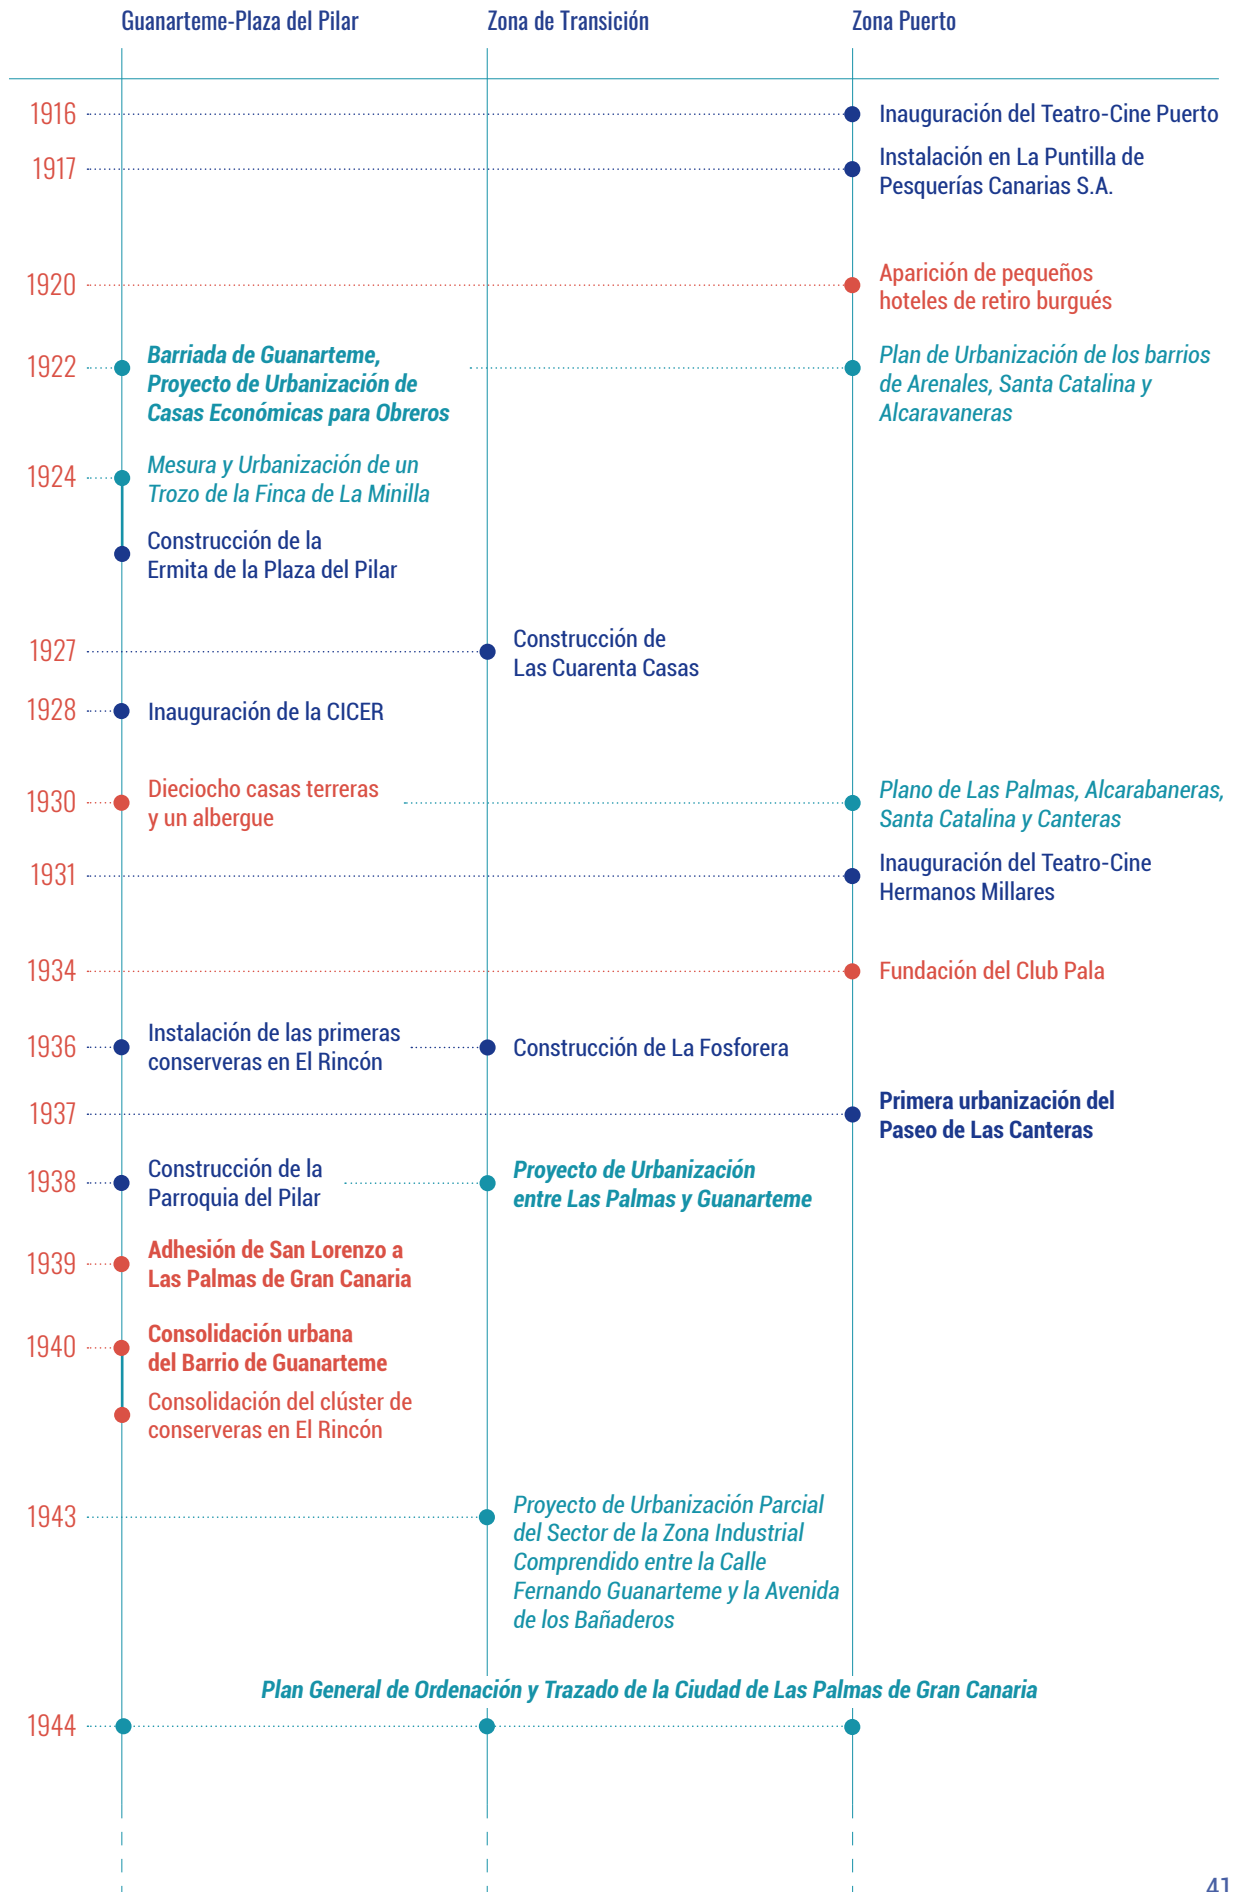 Guanarteme-Plaza del Pilar
Zona de Transición
Zona Puerto
1916
Inauguración del Teatro-Cine Puerto
1917
Instalación en La Puntilla de
Pesquerías Canarias S.A.
1920
Aparición de pequeños
hoteles de retiro burgués
1922
Barriada de Guanarteme,
Proyecto de Urbanización de
Casas Económicas para Obreros
Plan de Urbanización de los barrios
de Arenales, Santa Catalina y
Alcaravaneras
1924
Mesura y Urbanización de un
Trozo de la Finca de La Minilla
Construcción de la
Ermita de la Plaza del Pilar
1927
Construcción de
Las Cuarenta Casas
1928
Inauguración de la CICER
1930
Dieciocho casas terreras
y un albergue
Plano de Las Palmas, Alcarabaneras,
Santa Catalina y Canteras
1931
Inauguración del Teatro-Cine
Hermanos Millares
1934
Fundación del Club Pala
1936
Instalación de las primeras
conserveras en El Rincón
Construcción de La Fosforera
1937
Primera urbanización del
Paseo de Las Canteras
1938
Construcción de la
Parroquia del Pilar
Proyecto de Urbanización
entre Las Palmas y Guanarteme
1939
Adhesión de San Lorenzo a
Las Palmas de Gran Canaria
1940
Consolidación urbana
del Barrio de Guanarteme
Consolidación del clúster de
conserveras en El Rincón
1943
Proyecto de Urbanización Parcial
del Sector de la Zona Industrial
Comprendido entre la Calle
Fernando Guanarteme y la Avenida
de los Bañaderos
Plan General de Ordenación y Trazado de la Ciudad de Las Palmas de Gran Canaria
1944
41